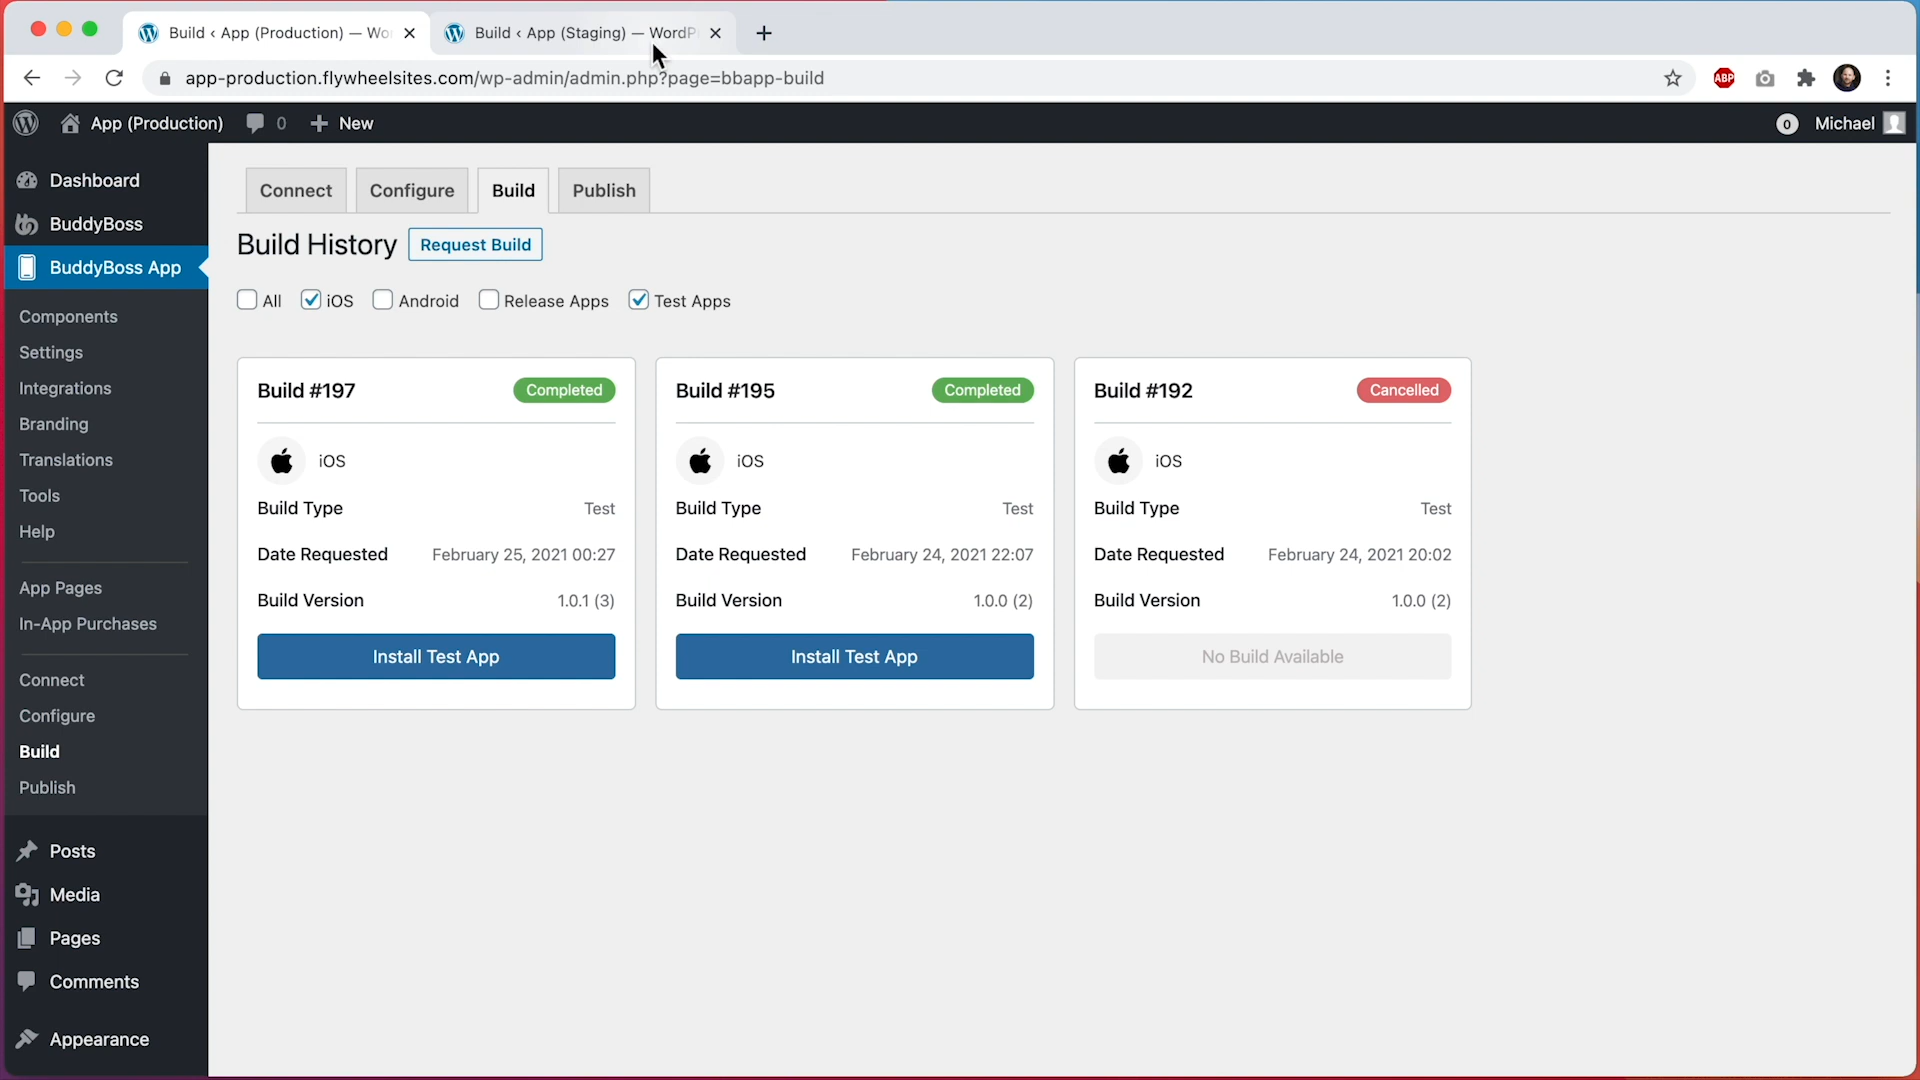 Build ‹ App (Production) — Wo
Build ‹ App (Staging) — WordP
app-production.flywheelsites.com/wp-admin/admin.php?page=bbapp-build
ABP
App (Production)
0
New
0
Michael
Dashboard
BuddyBoss
BuddyBoss App
Components
Settings
Integrations
Branding
Translations
Tools
Help
App Pages
In-App Purchases
Connect
Configure
Build
Publish
Posts
Media
Pages
Comments
Appearance
Connect
Configure
Build
Publish
Build History
Request Build
All
iOS
Android
Release Apps
Test Apps
Build #197
Completed
iOS
Build Type
Test
Date Requested
February 25, 2021 00:27
Build Version
1.0.1 (3)
Install Test App
Build #195
Completed
iOS
Build Type
Test
Date Requested
February 24, 2021 22:07
Build Version
1.0.0 (2)
Install Test App
Build #192
Cancelled
iOS
Build Type
Test
Date Requested
February 24, 2021 20:02
Build Version
1.0.0 (2)
No Build Available